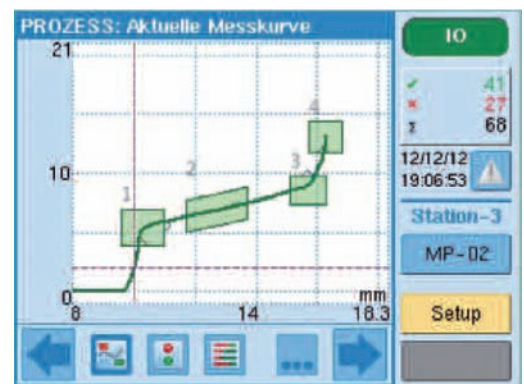 PROZESS: Aktuelle Messkurve
21
10
0
8
14
mm
18.3
1
2
3
4
IO
41
27
Σ 68
12/12/12
19:06:53
Station-3
MP-02
Setup
...